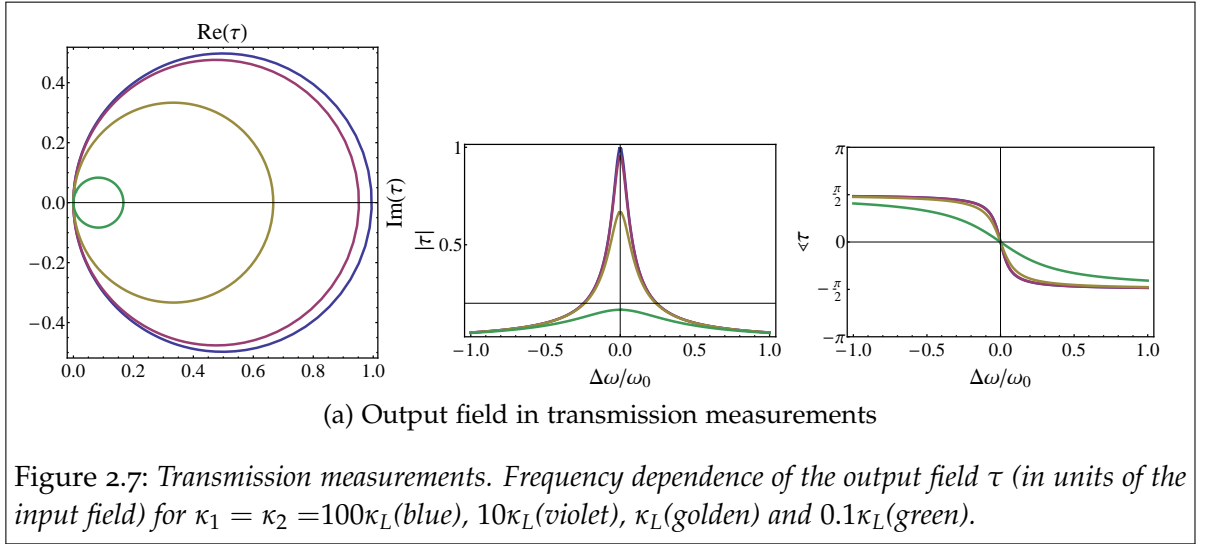 Re(τ)
0.4
0.2
0.0
−0.2
−0.4
0.0 0.2 0.4 0.6 0.8 1.0
Im(τ)
|τ|
1
0.5
−1.0 −0.5 0.0 0.5 1.0
Δω/ω₀
∢τ
π
π/2
0
−π/2
−π
−1.0 −0.5 0.0 0.5 1.0
Δω/ω₀
(a) Output field in transmission measurements
Figure 2.7: Transmission measurements. Frequency dependence of the output field τ (in units of the
input field) for κ₁ = κ₂ =100κ_L(blue), 10κ_L(violet), κ_L(golden) and 0.1κ_L(green).